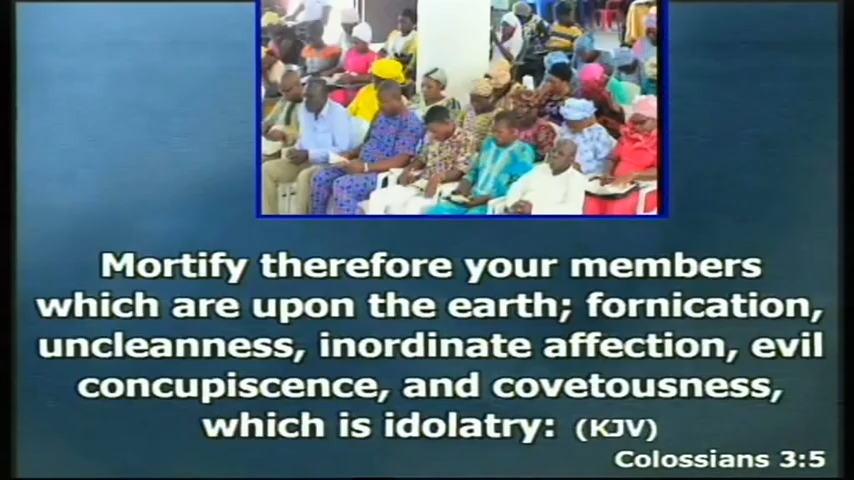 Mortify therefore your members
which are upon the earth; fornication,
uncleanness, inordinate affection, evil
concupiscence, and covetousness,
which is idolatry: (KJV)
Colossians 3:5